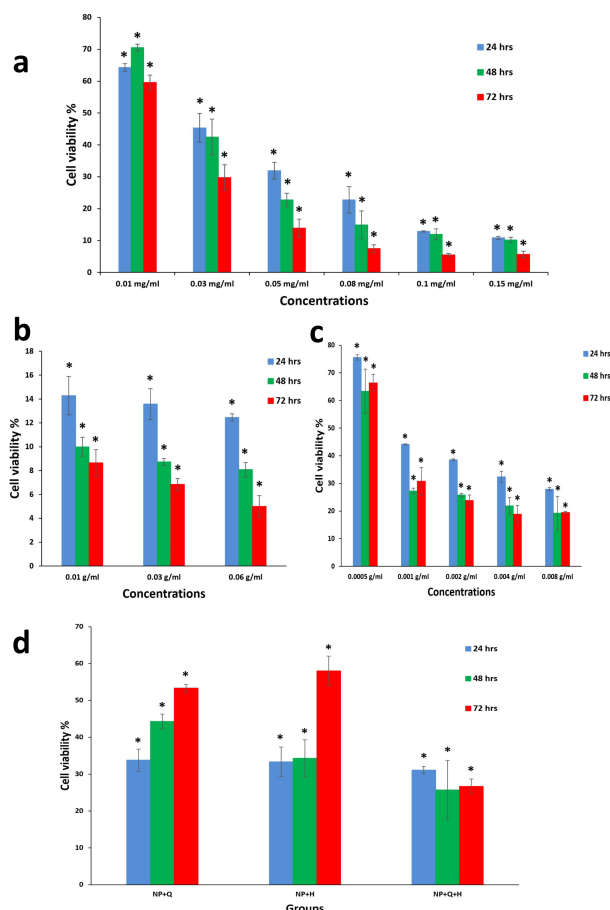 a
Cell viability %
80
70
60
50
40
30
20
10
0
* * * * * * * * * * * * * * * * * *
24 hrs
48 hrs
72 hrs
0.01 mg/ml 0.03 mg/ml 0.05 mg/ml 0.08 mg/ml 0.1 mg/ml 0.15 mg/ml
Concentrations
b
Cell viability %
18
16
14
12
10
8
6
4
2
0
* * * * * * * * *
24 hrs
48 hrs
72 hrs
0.01 g/ml 0.03 g/ml 0.06 g/ml
Concentrations
c
Cell viability %
80
70
60
50
40
30
20
10
0
* * * * * * * * * * * * * * *
24 hrs
48 hrs
72 hrs
0.0005 g/ml 0.001 g/ml 0.002 g/ml 0.004 g/ml 0.008 g/ml
Concentrations
d
Cell viability %
70
60
50
40
30
20
10
0
* * * * * * * * *
24 hrs
48 hrs
72 hrs
NP+Q NP+H NP+Q+H
Groups